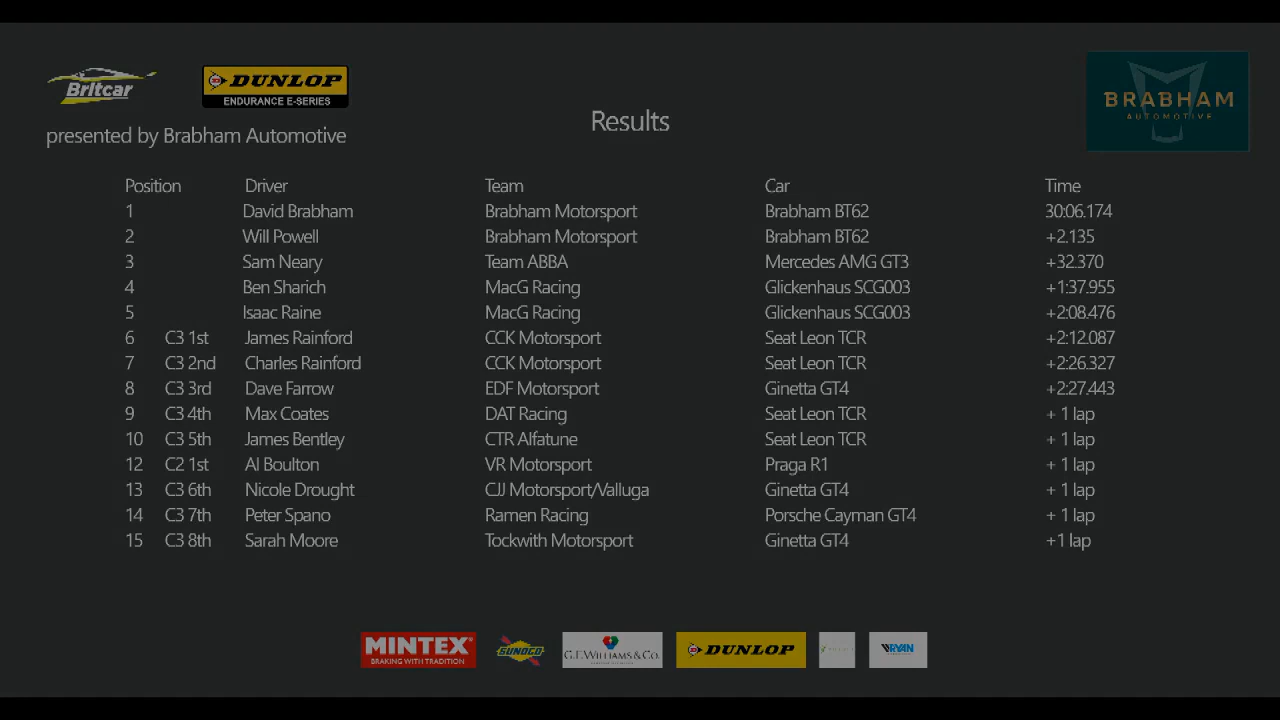 Britcar
DUNLOP
ENDURANCE E-SERIES
BRABHAM
AUTOMOTIVE
presented by Brabham Automotive
Results
Position Driver Team Car Time
1 David Brabham Brabham Motorsport Brabham BT62 30:06.174
2 Will Powell Brabham Motorsport Brabham BT62 +2.135
3 Sam Neary Team ABBA Mercedes AMG GT3 +32.370
4 Ben Sharich MacG Racing Glickenhaus SCG003 +1:37.955
5 Isaac Raine MacG Racing Glickenhaus SCG003 +2:08.476
6 C3 1st James Rainford CCK Motorsport Seat Leon TCR +2:12.087
7 C3 2nd Charles Rainford CCK Motorsport Seat Leon TCR +2:26.327
8 C3 3rd Dave Farrow EDF Motorsport Ginetta GT4 +2:27.443
9 C3 4th Max Coates DAT Racing Seat Leon TCR + 1 lap
10 C3 5th James Bentley CTR Alfatune Seat Leon TCR + 1 lap
12 C2 1st Al Boulton VR Motorsport Praga R1 + 1 lap
13 C3 6th Nicole Drought CJJ Motorsport/Valluga Ginetta GT4 + 1 lap
14 C3 7th Peter Spano Ramen Racing Porsche Cayman GT4 + 1 lap
15 C3 8th Sarah Moore Tockwith Motorsport Ginetta GT4 +1 lap
MINTEX®
BRAKING WITH TRADITION
SUNOCO
G.E.WILLIAMS & CO.
DUNLOP
RYAN